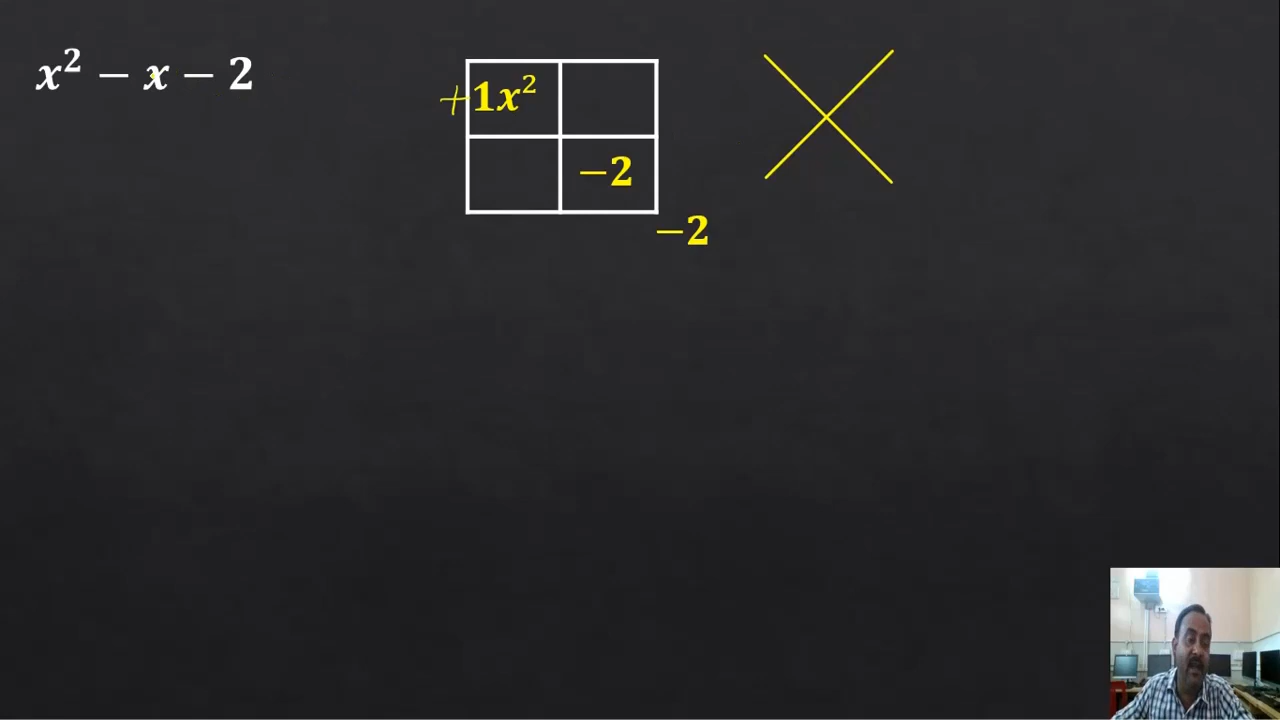 x² − x − 2
+1x²
−2
−2